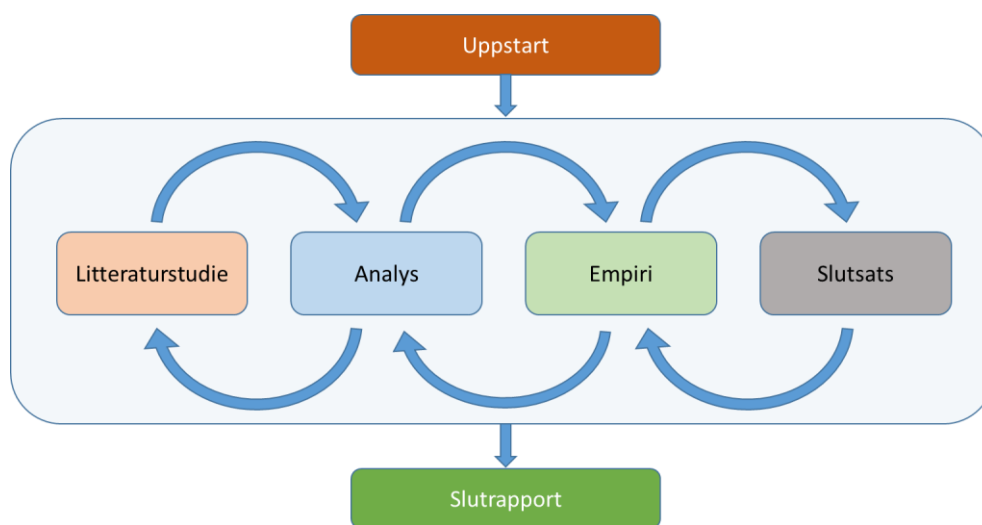 Uppstart
Litteraturstudie
Analys
Empiri
Slutsats
Slutrapport